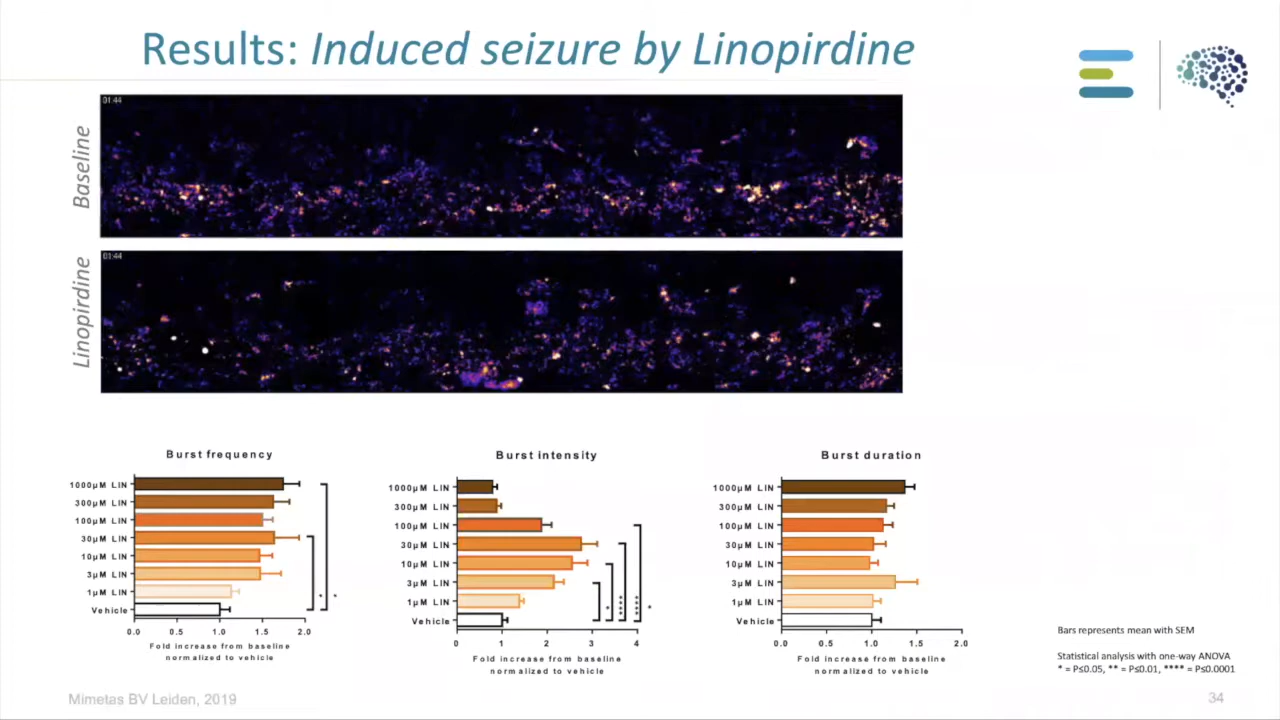 Results: Induced seizure by Linopirdine
Baseline
01:44
Linopirdine
01:44
Burst frequency
1000µM LIN
300µM LIN
100µM LIN
30µM LIN
10µM LIN
3µM LIN
1µM LIN
Vehicle
* *
0.0 0.5 1.0 1.5 2.0
Fold increase from baseline
normalized to vehicle
Burst intensity
1000µM LIN
300µM LIN
100µM LIN
30µM LIN
10µM LIN
3µM LIN
1µM LIN
Vehicle
* **** **** *
0 1 2 3 4
Fold increase from baseline
normalized to vehicle
Burst duration
1000µM LIN
300µM LIN
100µM LIN
30µM LIN
10µM LIN
3µM LIN
1µM LIN
Vehicle
0.0 0.5 1.0 1.5 2.0
Fold increase from baseline
normalized to vehicle
Bars represents mean with SEM
Statistical analysis with one-way ANOVA
* = P≤0.05, ** = P≤0.01, **** = P≤0.0001
Mimetas BV Leiden, 2019
34